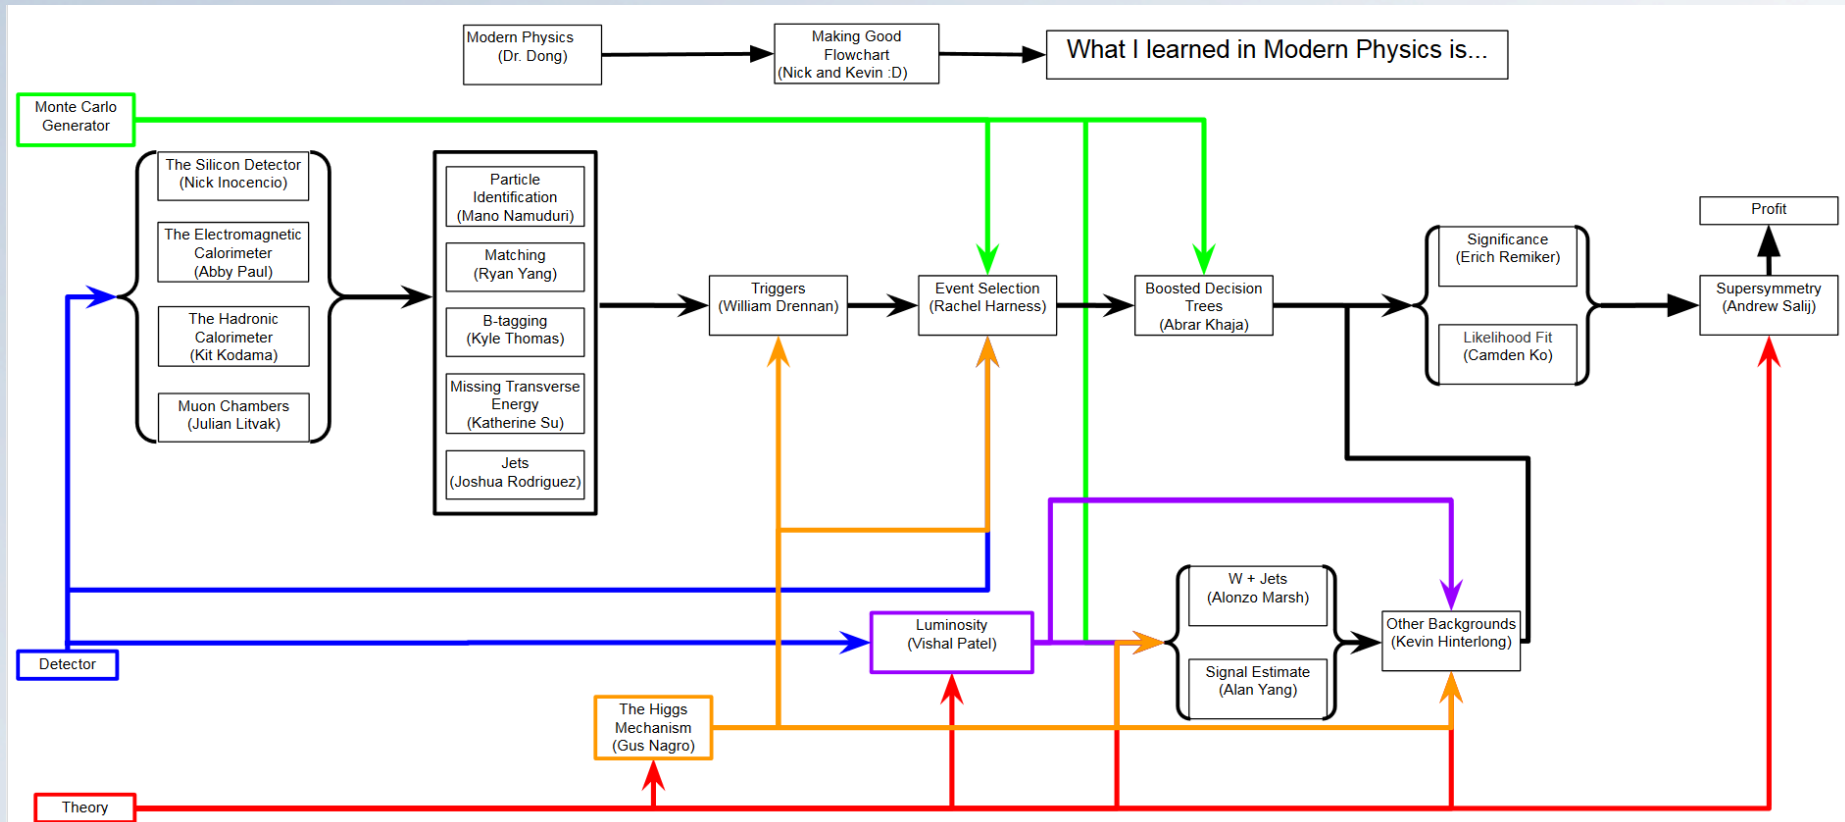 Modern Physics
(Dr. Dong)
Making Good
Flowchart
(Nick and Kevin :D)
What I learned in Modern Physics is...
Monte Carlo
Generator
The Silicon Detector
(Nick Inocencio)
The Electromagnetic
Calorimeter
(Abby Paul)
The Hadronic
Calorimeter
(Kit Kodama)
Muon Chambers
(Julian Litvak)
Particle
Identification
(Mano Namuduri)
Matching
(Ryan Yang)
B-tagging
(Kyle Thomas)
Missing Transverse
Energy
(Katherine Su)
Jets
(Joshua Rodriguez)
Triggers
(William Drennan)
Event Selection
(Rachel Harness)
Boosted Decision
Trees
(Abrar Khaja)
Significance
(Erich Remiker)
Likelihood Fit
(Camden Ko)
Profit
Supersymmetry
(Andrew Salij)
Detector
Luminosity
(Vishal Patel)
W + Jets
(Alonzo Marsh)
Signal Estimate
(Alan Yang)
Other Backgrounds
(Kevin Hinterlong)
The Higgs
Mechanism
(Gus Nagro)
Theory